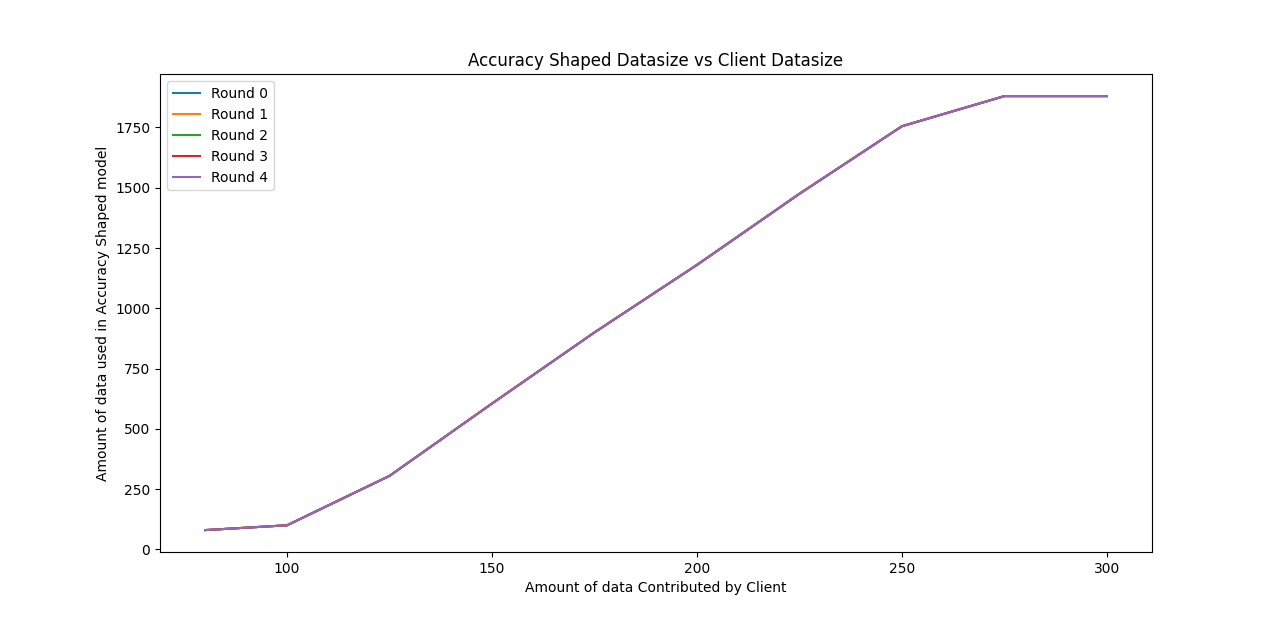 Accuracy Shaped Datasize vs Client Datasize
Round 0
Round 1
Round 2
Round 3
Round 4
Amount of data used in Accuracy Shaped model
1750
1500
1250
1000
750
500
250
0
100 150 200 250 300
Amount of data Contributed by Client